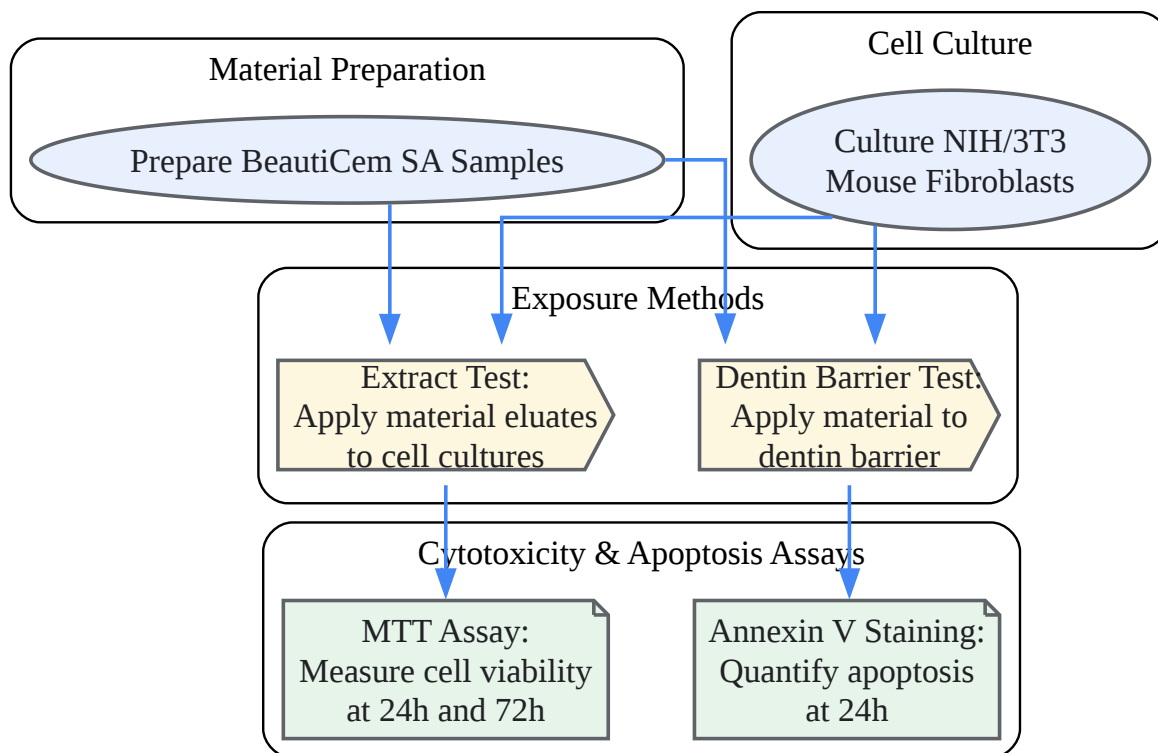 Material Preparation
Prepare BeautiCem SA Samples
Cell Culture
Culture NIH/3T3
Mouse Fibroblasts
Exposure Methods
Extract Test:
Apply material eluates
to cell cultures
Dentin Barrier Test:
Apply material to
dentin barrier
Cytotoxicity & Apoptosis Assays
MTT Assay:
Measure cell viability
at 24h and 72h
Annexin V Staining:
Quantify apoptosis
at 24h